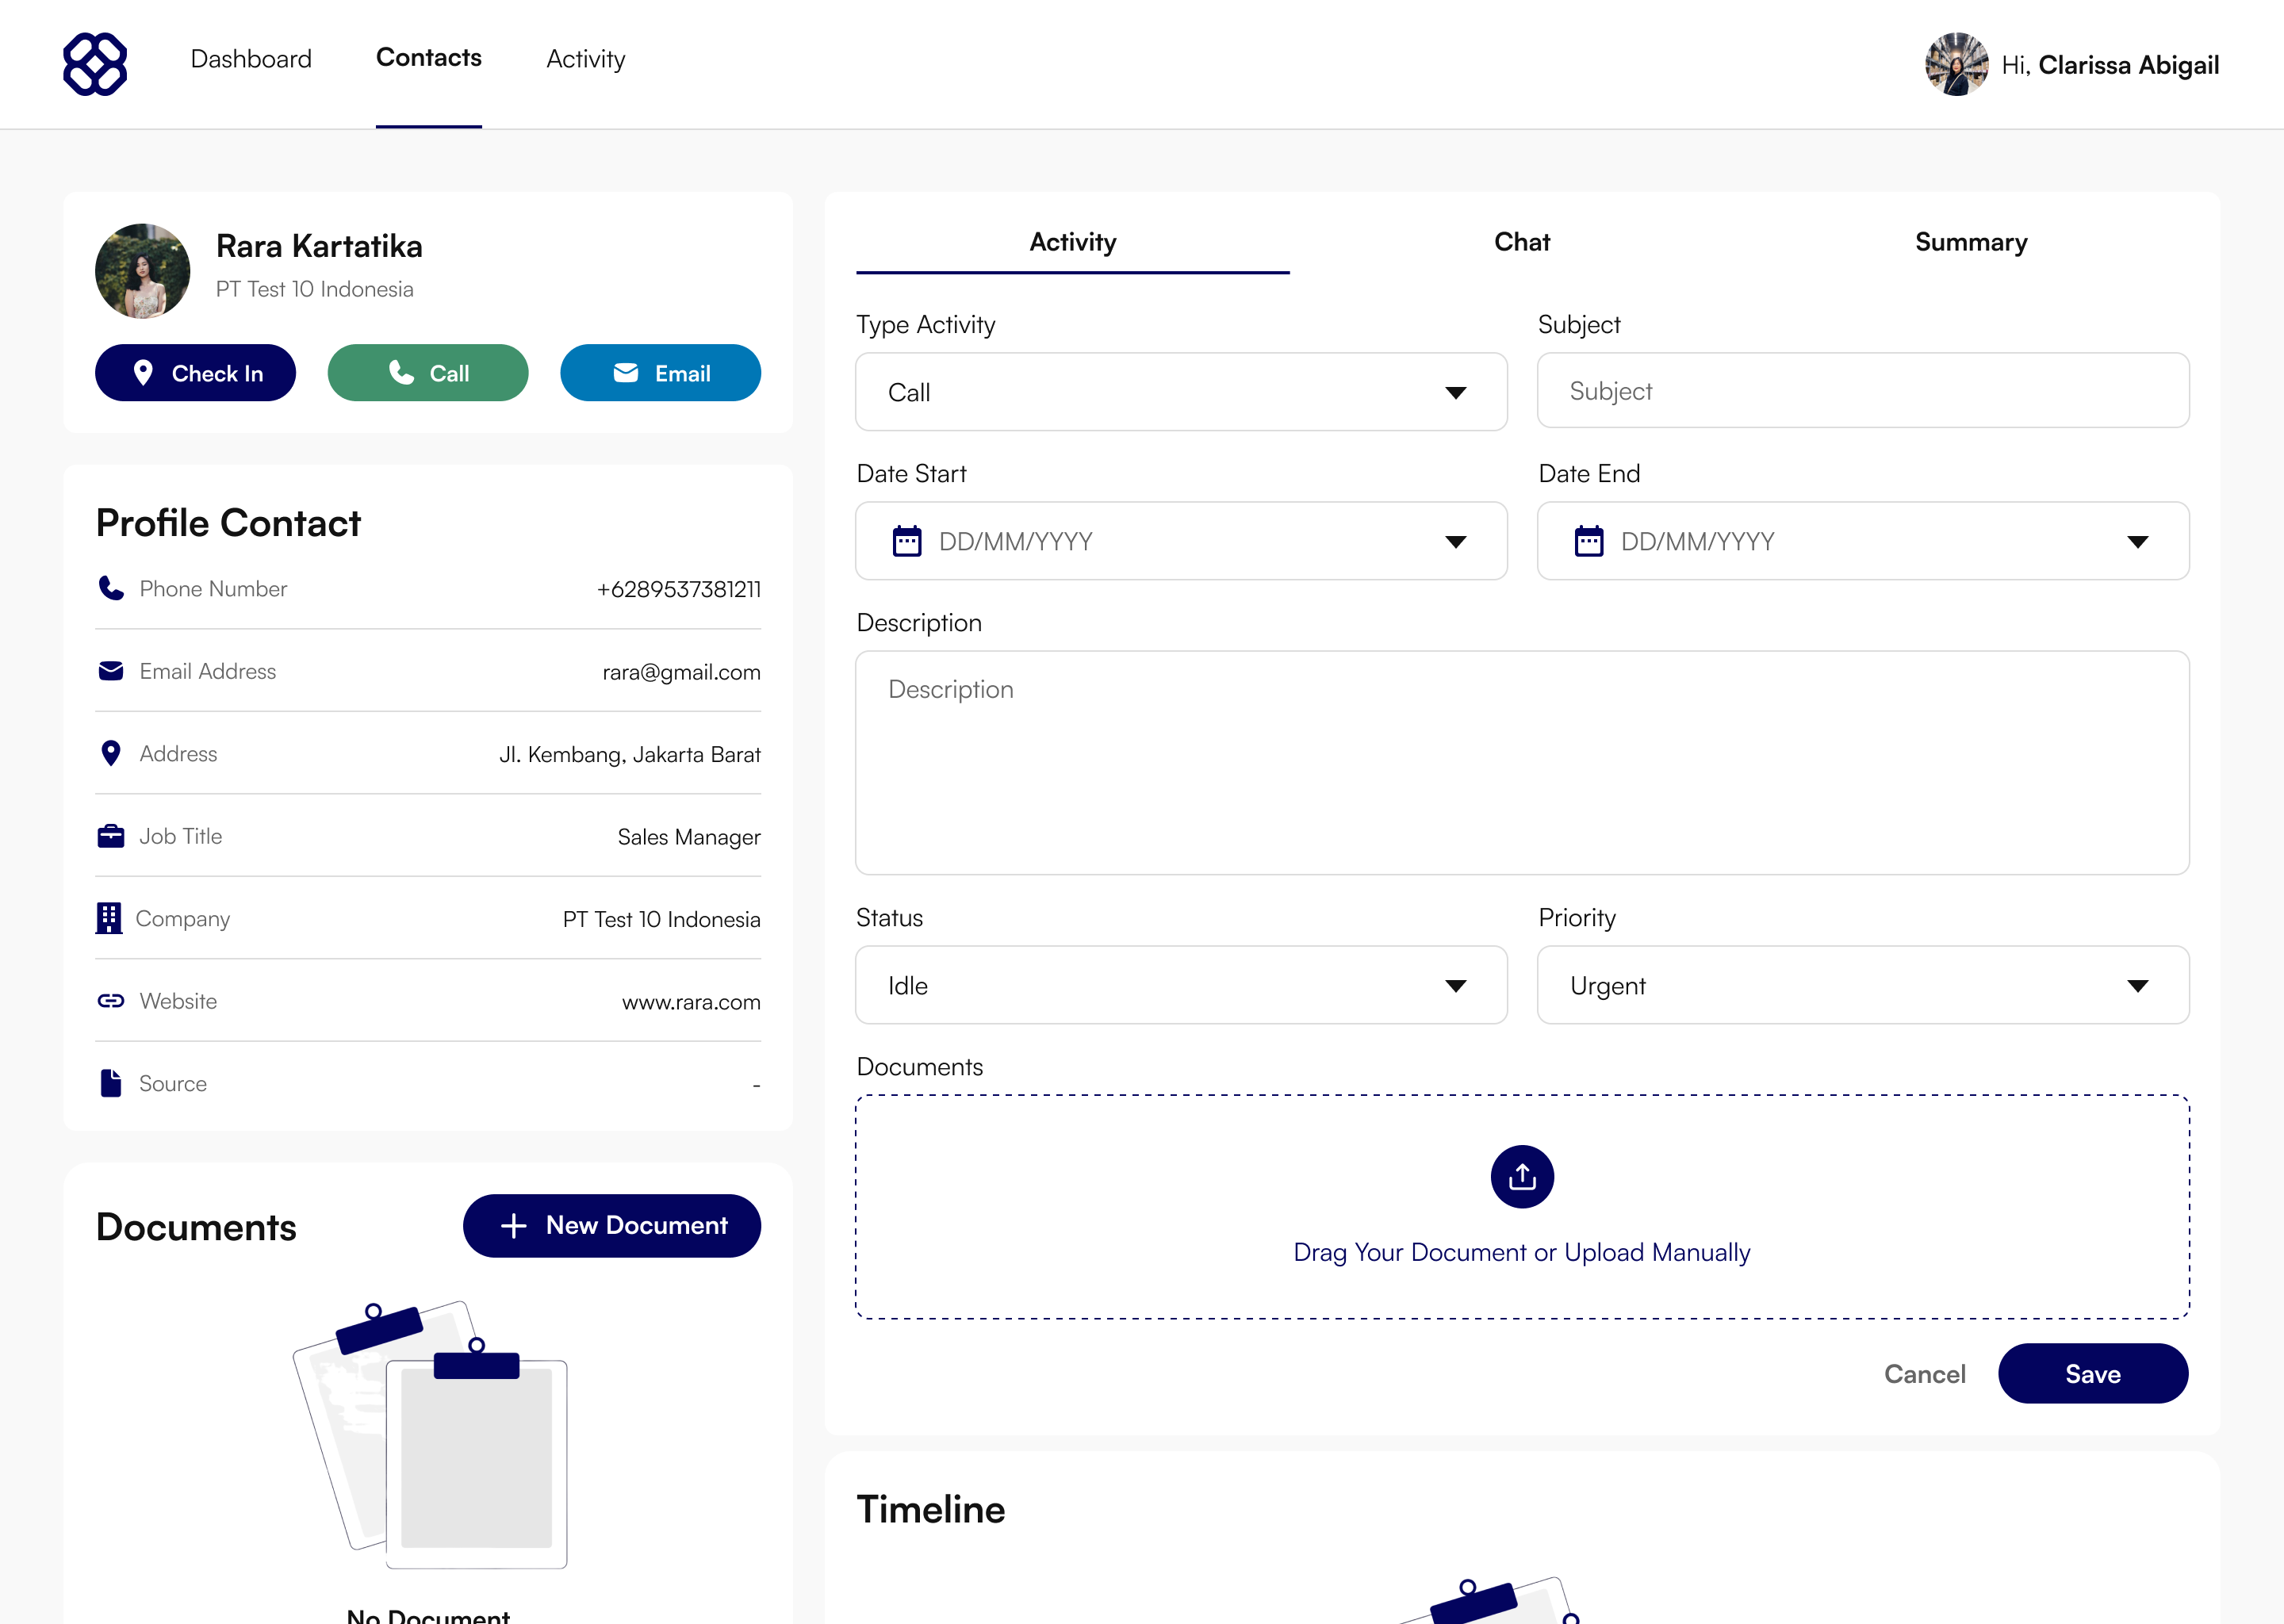 Dashboard
Contacts
Activity
Hi, Clarissa Abigail
Rara Kartatika
PT Test 10 Indonesia
Check In
Call
Email
Profile Contact
Phone Number +6289537381211
Email Address rara@gmail.com
Address Jl. Kembang, Jakarta Barat
Job Title Sales Manager
Company PT Test 10 Indonesia
Website www.rara.com
Source -
Documents
New Document
No Document
Activity
Chat
Summary
Type Activity
Call
Subject
Subject
Date Start
DD/MM/YYYY
Date End
DD/MM/YYYY
Description
Description
Status
Idle
Priority
Urgent
Documents
Drag Your Document or Upload Manually
Cancel
Save
Timeline